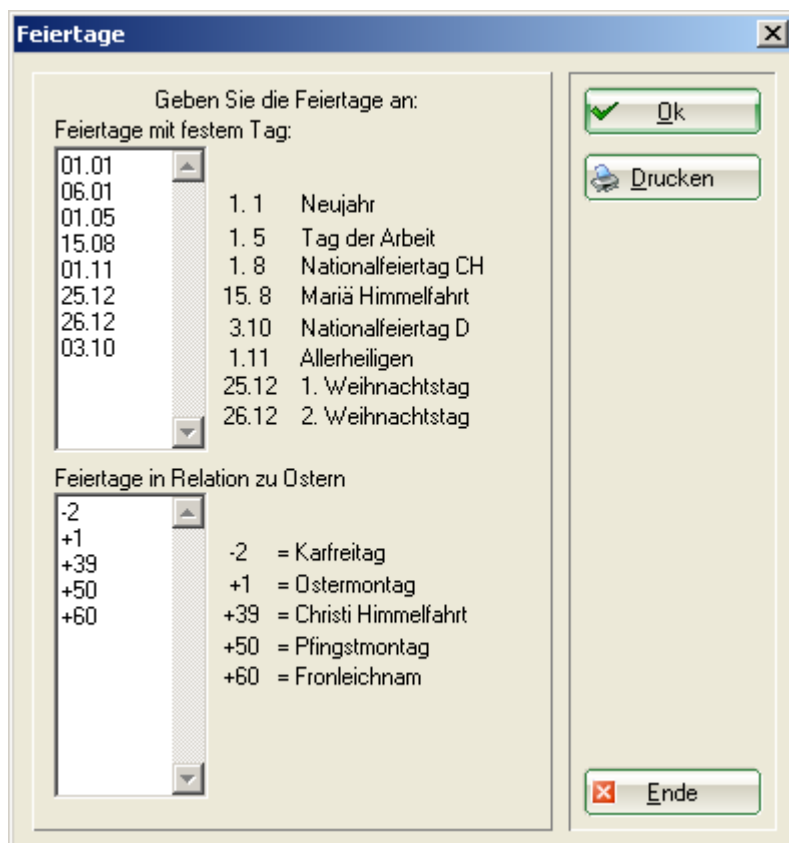 Feiertage
Geben Sie die Feiertage an:
Feiertage mit festem Tag:
01.01
06.01
01.05
15.08
01.11
25.12
26.12
03.10
1. 1 Neujahr
1. 5 Tag der Arbeit
1. 8 Nationalfeiertag CH
15. 8 Mariä Himmelfahrt
3.10 Nationalfeiertag D
1.11 Allerheiligen
25.12 1. Weihnachtstag
26.12 2. Weihnachtstag
Feiertage in Relation zu Ostern
-2
+1
+39
+50
+60
-2 = Karfreitag
+1 = Ostermontag
+39 = Christi Himmelfahrt
+50 = Pfingstmontag
+60 = Fronleichnam
Ok
Drucken
Ende